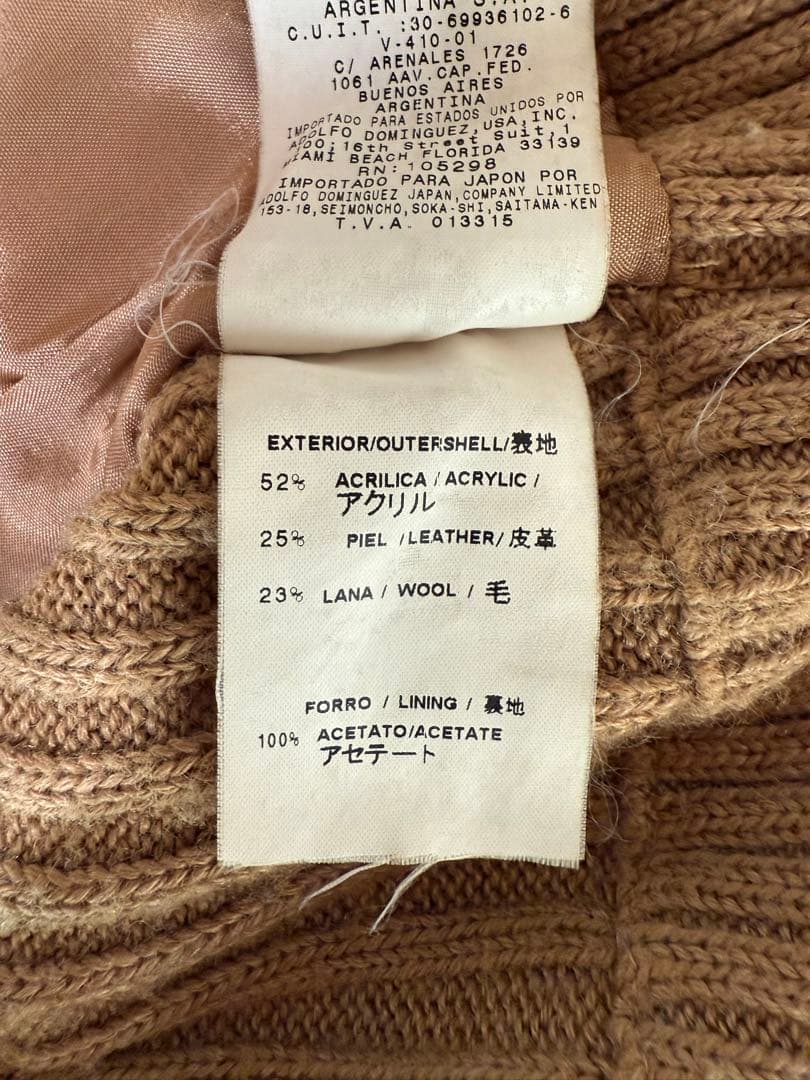 ARGENTINA S.A.
C.U.I.T. :30-69936102-6
V-410-01
C/ ARENALES 1726
1061 AAV.CAP.FED.
BUENOS AIRES
ARGENTINA
IMPORTADO PARA ESTADOS UNIDOS POR
ADOLFO DOMINGUEZ,USA,INC.
16th Street Suit,1
MIAMI BEACH FLORIDA 33139
RN: 105298
IMPORTADO PARA JAPON POR
ADOLFO DOMINGUEZ JAPAN,COMPANY LIMITED
153-18,SEIMONCHO,SOKA-SHI,SAITAMA-KEN
T.V.A. 013315
EXTERIOR/OUTERSHELL/表地
52% ACRILICA/ACRYLIC/
アクリル
25% PIEL /LEATHER/皮革
23% LANA / WOOL / 毛
FORRO / LINING / 裏地
100% ACETATO/ACETATE
アセテート